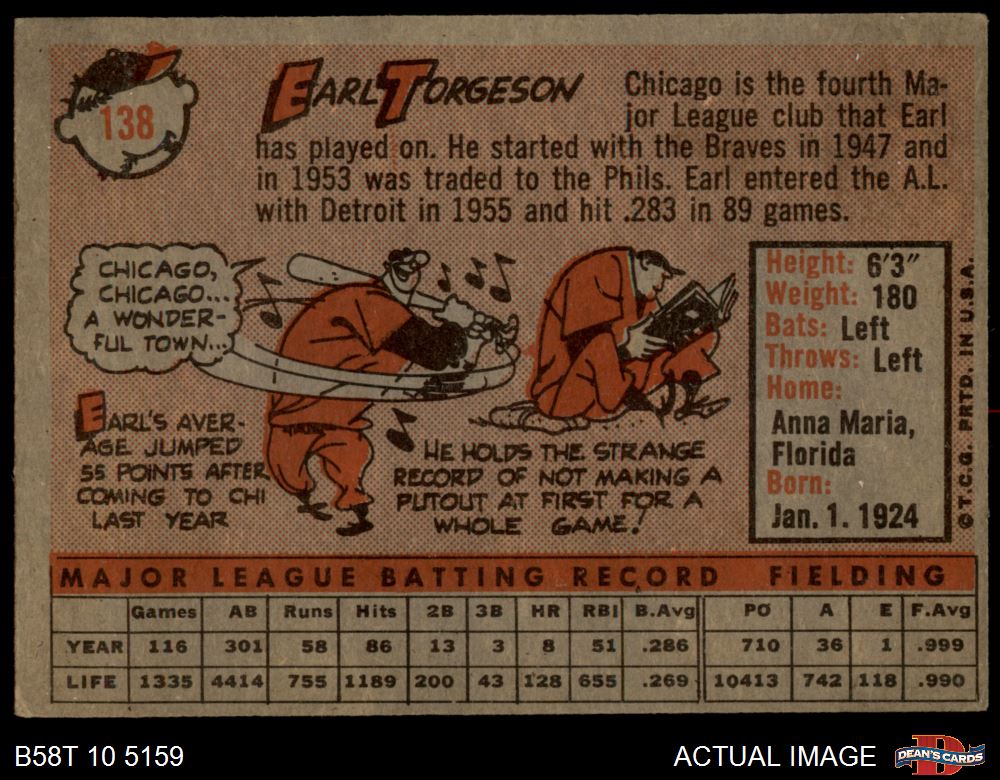 138
EARL TORGESON
Chicago is the fourth Ma-
jor League club that Earl
has played on. He started with the Braves in 1947 and
in 1953 was traded to the Phils. Earl entered the A.L.
with Detroit in 1955 and hit .283 in 89 games.
CHICAGO,
CHICAGO...
A WONDER-
FUL TOWN...
EARL'S AVER-
AGE JUMPED
55 POINTS AFTER
COMING TO CHI
LAST YEAR
HE HOLDS THE STRANGE
RECORD OF NOT MAKING A
PUTOUT AT FIRST FOR A
WHOLE GAME!
Height: 6'3"
Weight: 180
Bats: Left
Throws: Left
Home:
Anna Maria,
Florida
Born:
Jan. 1. 1924
© T.C.G. PRTD. IN U.S.A.
MAJOR LEAGUE BATTING RECORD FIELDING
Games AB Runs Hits 2B 3B HR RBI B.Avg PO A E F.Avg
YEAR 116 301 58 86 13 3 8 51 .286 710 36 1 .999
LIFE 1335 4414 755 1189 200 43 128 655 .269 10413 742 118 .990
B58T 10 5159
ACTUAL IMAGE
D
DEAN'S CARDS